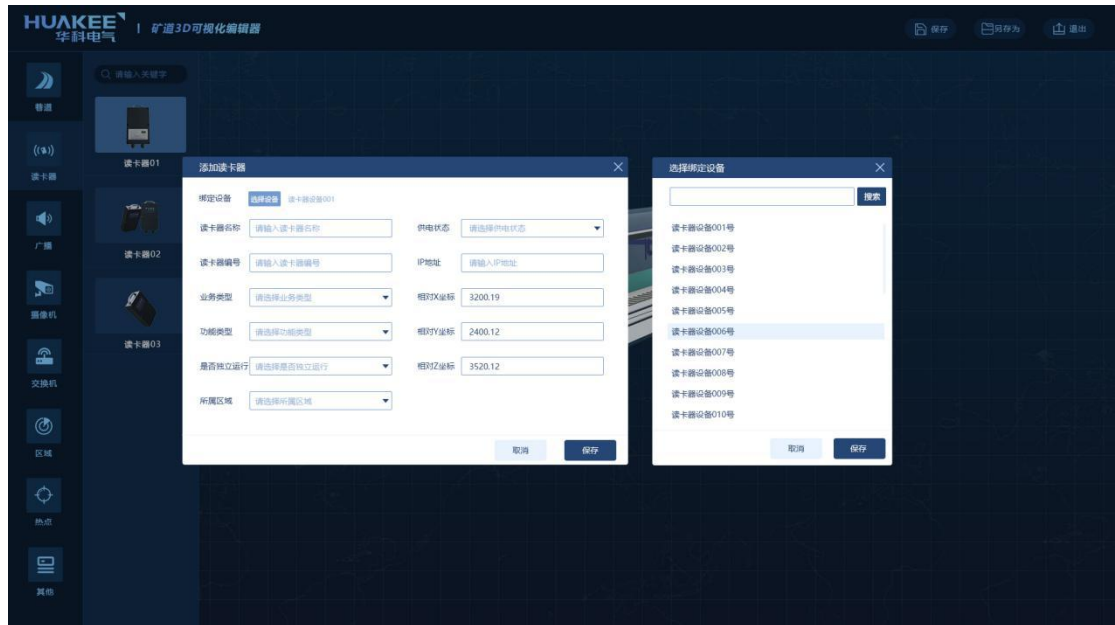 HUAKEE
华科电气
矿道3D可视化编辑器
保存
另存为
退出
请输入关键字
巷道
读卡器
广播
摄像机
交换机
区域
热点
其他
读卡器01
读卡器02
读卡器03
添加读卡器
绑定设备 选择设备 读卡器设备001
读卡器名称 请输入读卡器名称 供电状态 请选择供电状态
读卡器编号 请输入读卡器编号 IP地址 请输入IP地址
业务类型 请选择业务类型 相对X坐标 3200.19
功能类型 请选择功能类型 相对Y坐标 2400.12
是否独立运行 请选择是否独立运行 相对Z坐标 3520.12
所属区域 请选择所属区域
取消 保存
选择绑定设备
搜索
读卡器设备001号
读卡器设备002号
读卡器设备003号
读卡器设备004号
读卡器设备005号
读卡器设备006号
读卡器设备007号
读卡器设备008号
读卡器设备009号
读卡器设备010号
取消 保存